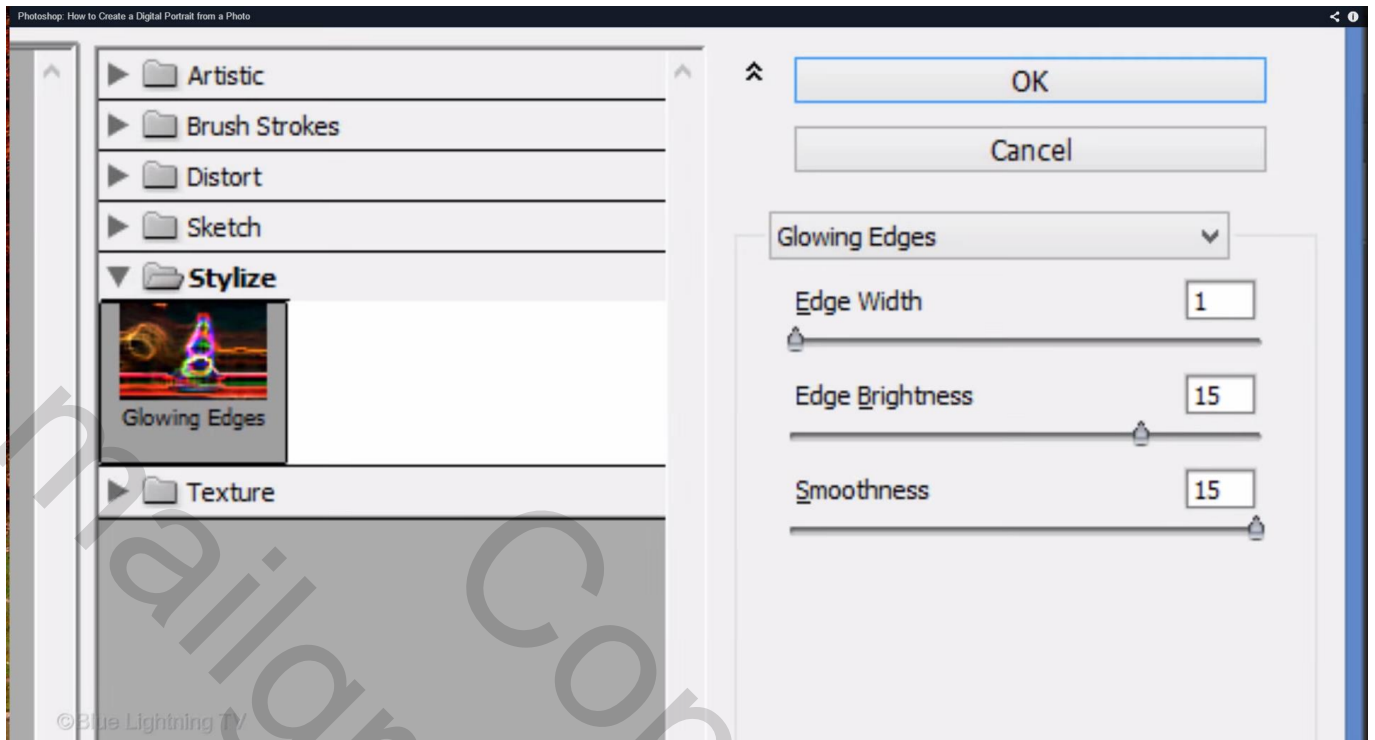 Photoshop: How to Create a Digital Portrait from a Photo
Artistic
Brush Strokes
Distort
Sketch
Stylize
Glowing Edges
Texture
OK
Cancel
Glowing Edges
Edge Width 1
Edge Brightness 15
Smoothness 15
©Blue Lightning TV